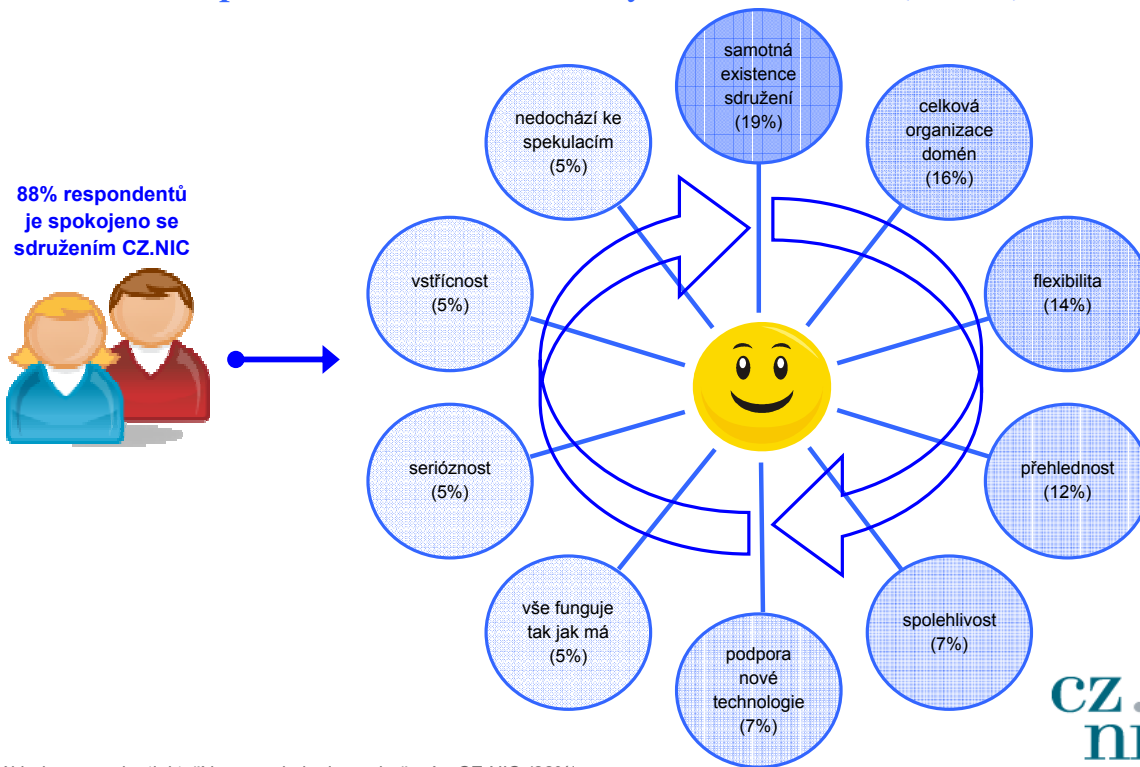 samotná
existence
sdružení
(19%)
celková
organizace
domén
(16%)
nedochází ke
spekulacím
(5%)
88% respondentů
je spokojeno se
sdružením CZ.NIC
vstřícnost
(5%)
flexibilita
(14%)
serióznost
(5%)
přehlednost
(12%)
vše funguje
tak jak má
(5%)
spolehlivost
(7%)
podpora
nové
technologie
(7%)
CZ.